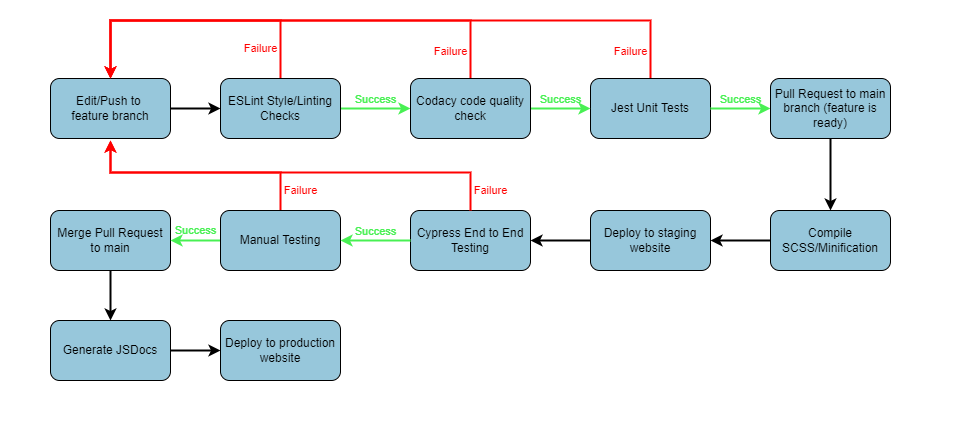 Failure
Failure
Failure
Edit/Push to
feature branch
ESLint Style/Linting
Checks
Success
Codacy code quality
check
Success
Jest Unit Tests
Success
Pull Request to main
branch (feature is
ready)
Failure
Failure
Merge Pull Request
to main
Success
Manual Testing
Success
Cypress End to End
Testing
Deploy to staging
website
Compile
SCSS/Minification
Generate JSDocs
Deploy to production
website